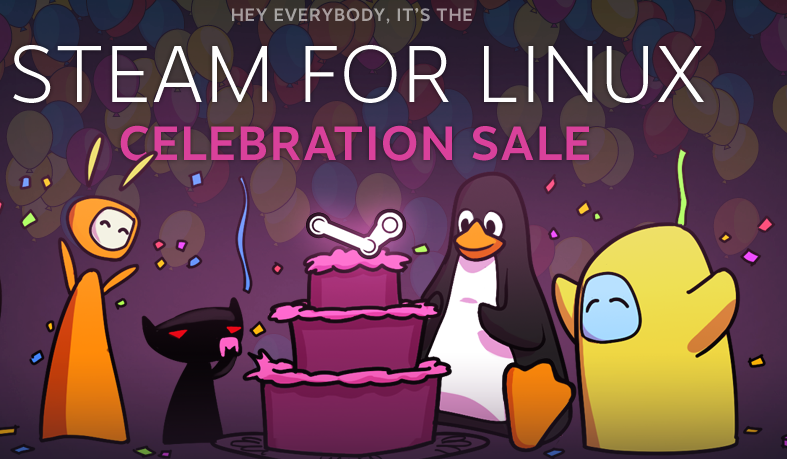 HEY EVERYBODY, IT'S THE
STEAM FOR LINUX
CELEBRATION SALE